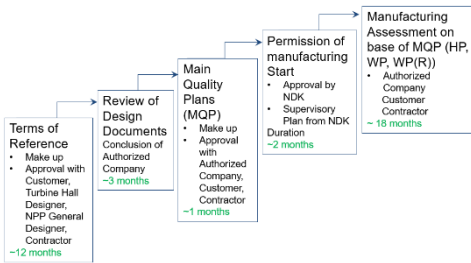 Terms of
Reference
• Make up
• Approval with
Customer,
Turbine Hall
Designer,
NPP General
Designer,
Contractor
~12 months
Review of
Design
Documents
Conclusion of
Authorized
Company
~3 months
Main
Quality
Plans
(MQP)
• Make up
• Approval
with
Authorized
Company,
Customer,
Contractor
~1 months
Permission of
manufacturing
Start
• Approval by
NDK
• Supervisory
Plan from NDK
Duration
~2 months
Manufacturing
Assessment on
base of MQP (HP,
WP, WP(R))
• Authorized
Company
Customer
Contractor
~ 18 months